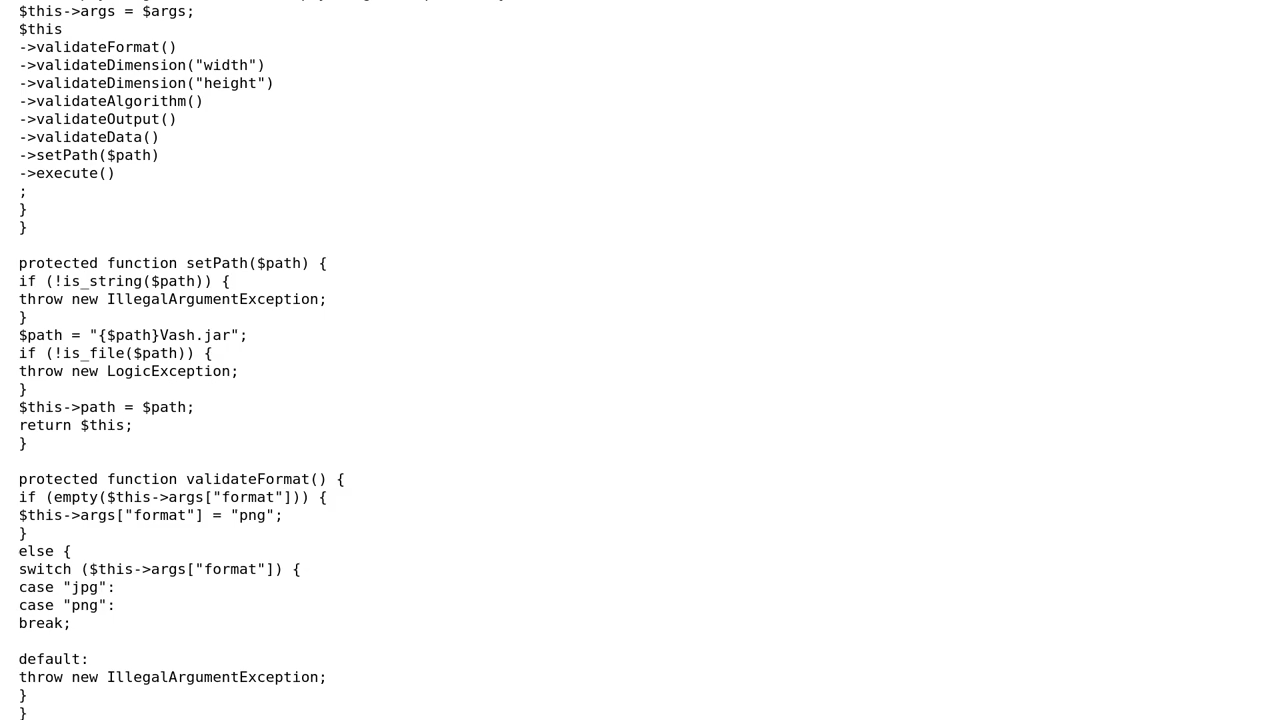 $this->args = $args;
$this
->validateFormat()
->validateDimension("width")
->validateDimension("height")
->validateAlgorithm()
->validateOutput()
->validateData()
->setPath($path)
->execute()
;
}
}
protected function setPath($path) {
if (!is_string($path)) {
throw new IllegalArgumentException;
}
$path = "{$path}Vash.jar";
if (!is_file($path)) {
throw new LogicException;
}
$this->path = $path;
return $this;
}
protected function validateFormat() {
if (empty($this->args["format"])) {
$this->args["format"] = "png";
}
else {
switch ($this->args["format"]) {
case "jpg":
case "png":
break;
default:
throw new IllegalArgumentException;
}
}